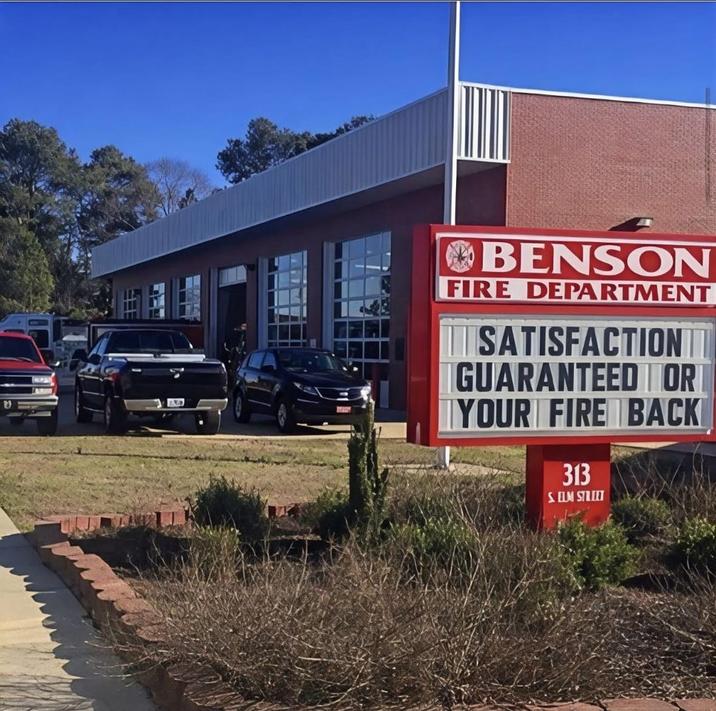 BENSON
FIRE DEPARTMENT
SATISFACTION
GUARANTEED OR
YOUR FIRE BACK
313
S. ELM STREET